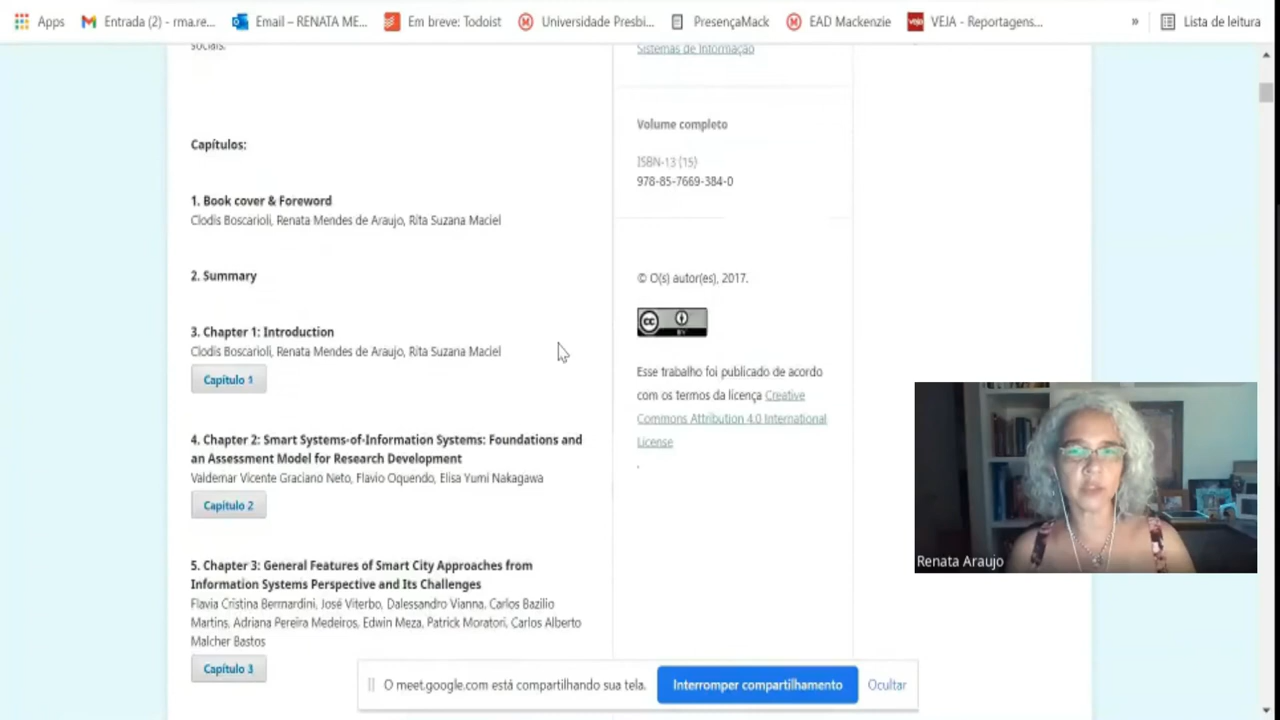 Apps
Entrada (2) - rma.re...
Email – RENATA ME...
Em breve: Todoist
Universidade Presbi...
PresençaMack
EAD Mackenzie
VEJA - Reportagens...
»
Lista de leitura
sociais.
Capítulos:
1. Book cover & Foreword
Clodis Boscarioli, Renata Mendes de Araujo, Rita Suzana Maciel
2. Summary
3. Chapter 1: Introduction
Clodis Boscarioli, Renata Mendes de Araujo, Rita Suzana Maciel
Capítulo 1
4. Chapter 2: Smart Systems-of-Information Systems: Foundations and
an Assessment Model for Research Development
Valdemar Vicente Graciano Neto, Flavio Oquendo, Elisa Yumi Nakagawa
Capítulo 2
5. Chapter 3: General Features of Smart City Approaches from
Information Systems Perspective and Its Challenges
Flavia Cristina Bernardini, José Viterbo, Dalessandro Vianna, Carlos Bazilio
Martins, Adriana Pereira Medeiros, Edwin Meza, Patrick Moratori, Carlos Alberto
Malcher Bastos
Capítulo 3
Sistemas de Informação
Volume completo
ISBN-13 (15)
978-85-7669-384-0
© O(s) autor(es), 2017.
cc
BY
Esse trabalho foi publicado de acordo
com os termos da licença Creative
Commons Attribution 4.0 International
License
.
Renata Araujo
O meet.google.com está compartilhando sua tela.
Interromper compartilhamento
Ocultar